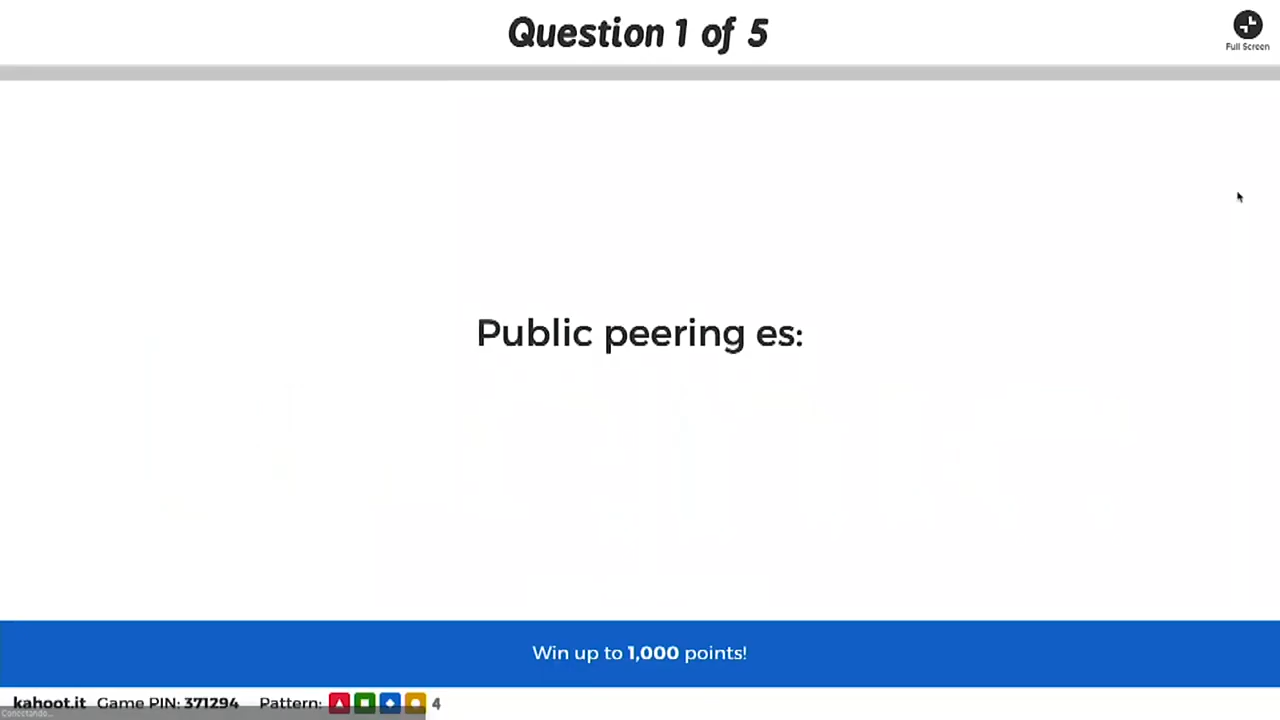 Question 1 of 5
Full Screen
Public peering es:
Win up to 1,000 points!
kahoot.it Game PIN: 371294 Pattern: 4
Conectando...